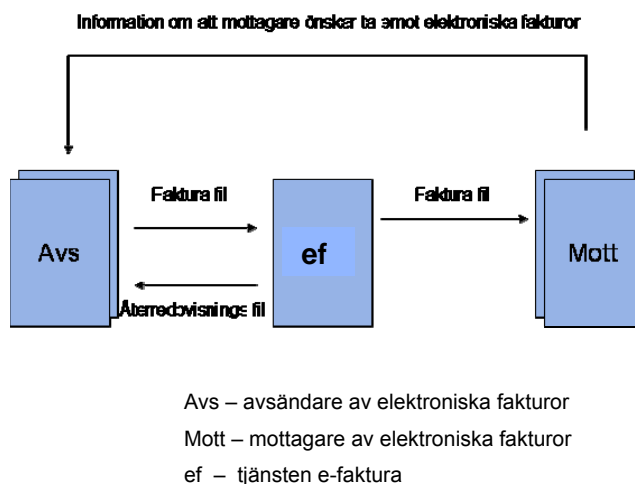 Information om att mottagare önskar ta emot elektroniska fakturor
Faktura fil
Faktura fil
Avs
ef
Mott
Återredovisnings fil
Avs – avsändare av elektroniska fakturor
Mott – mottagare av elektroniska fakturor
ef – tjänsten e-faktura